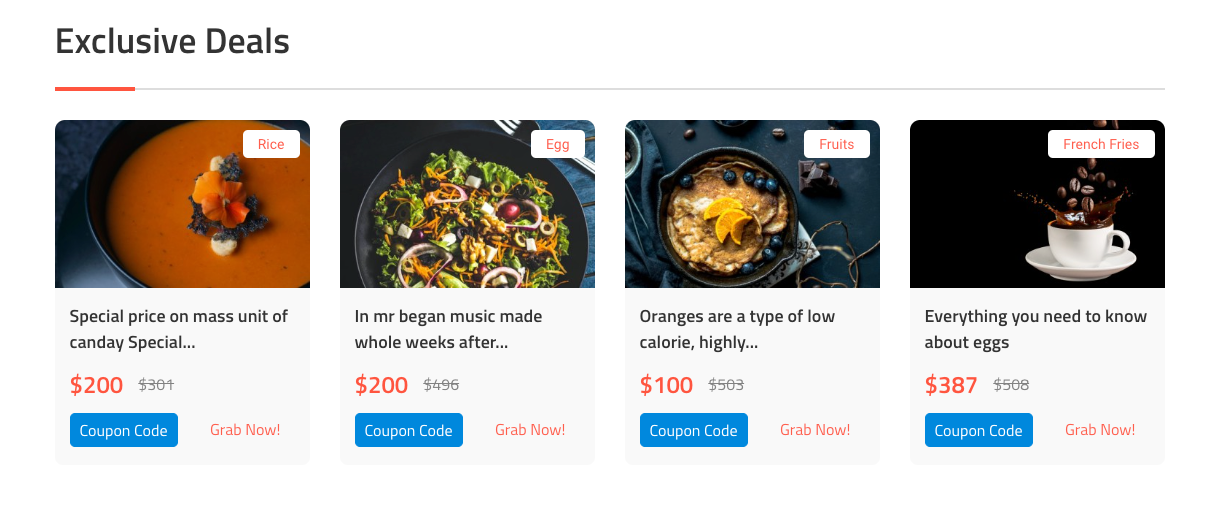 Exclusive Deals
Rice
Egg
Fruits
French Fries
Special price on mass unit of
canday Special...
$200 $301
Coupon Code Grab Now!
In mr began music made
whole weeks after...
$200 $496
Coupon Code Grab Now!
Oranges are a type of low
calorie, highly...
$100 $503
Coupon Code Grab Now!
Everything you need to know
about eggs
$387 $508
Coupon Code Grab Now!